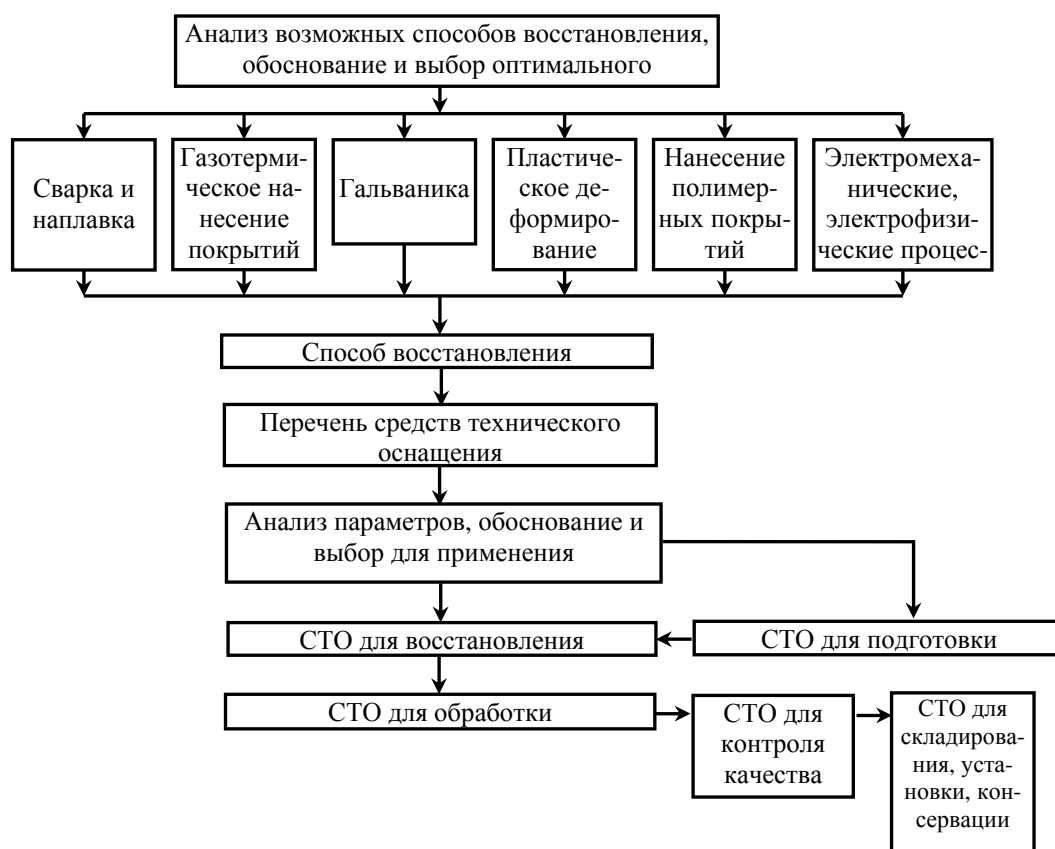 Анализ возможных способов восстановления,
обоснование и выбор оптимального
Сварка и
наплавка
Газотерми-
ческое на-
несение
покрытий
Гальваника
Пластиче-
ское де-
формиро-
вание
Нанесение
полимер-
ных покры-
тий
Электромеха-
нические,
электрофизи-
ческие процес-
Способ восстановления
Перечень средств технического
оснащения
Анализ параметров, обоснование и
выбор для применения
СТО для восстановления
СТО для подготовки
СТО для обработки
СТО для
контроля
качества
СТО для
складирова-
ния, уста-
новки, кон-
сервации